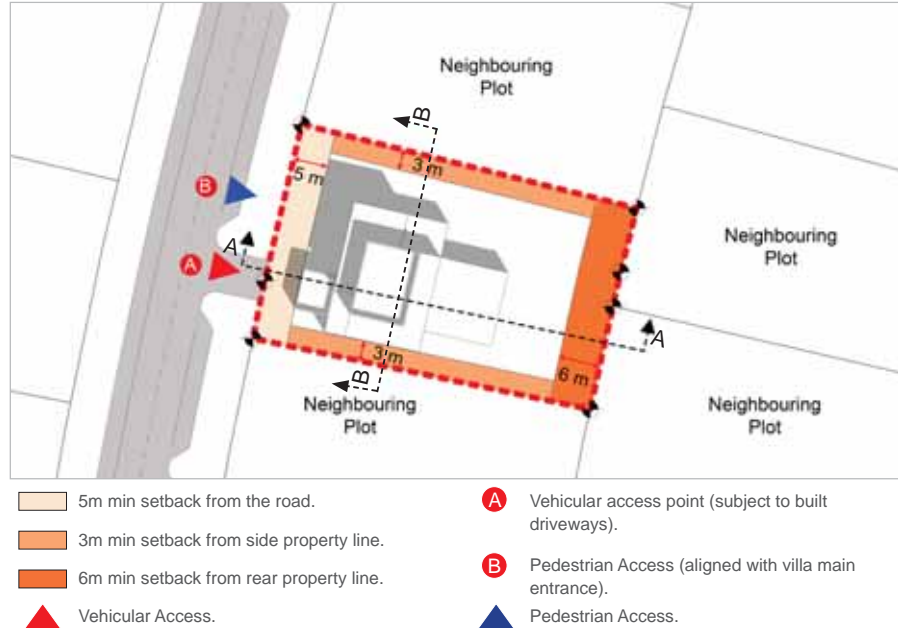 Neighbouring
Plot
B
3 m
5 m
B
A
A
Neighbouring
Plot
A
3 m
B
6 m
Neighbouring
Plot
Neighbouring
Plot
5m min setback from the road.
3m min setback from side property line.
6m min setback from rear property line.
Vehicular Access.
A
Vehicular access point (subject to built
driveways).
B
Pedestrian Access (aligned with villa main
entrance).
Pedestrian Access.